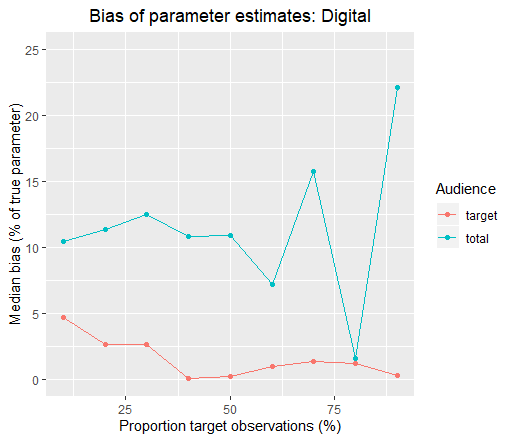 Bias of parameter estimates: Digital
Median bias (% of true parameter)
25
20
15
10
5
0
25
50
75
Proportion target observations (%)
Audience
target
total